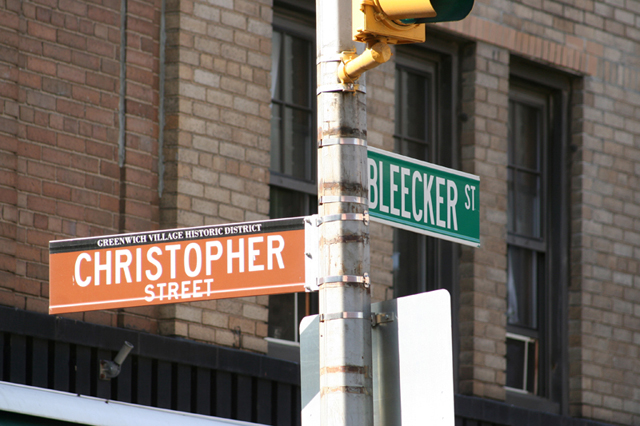 GREENWICH VILLAGE HISTORIC DISTRICT
CHRISTOPHER
STREET
BLEECKER ST